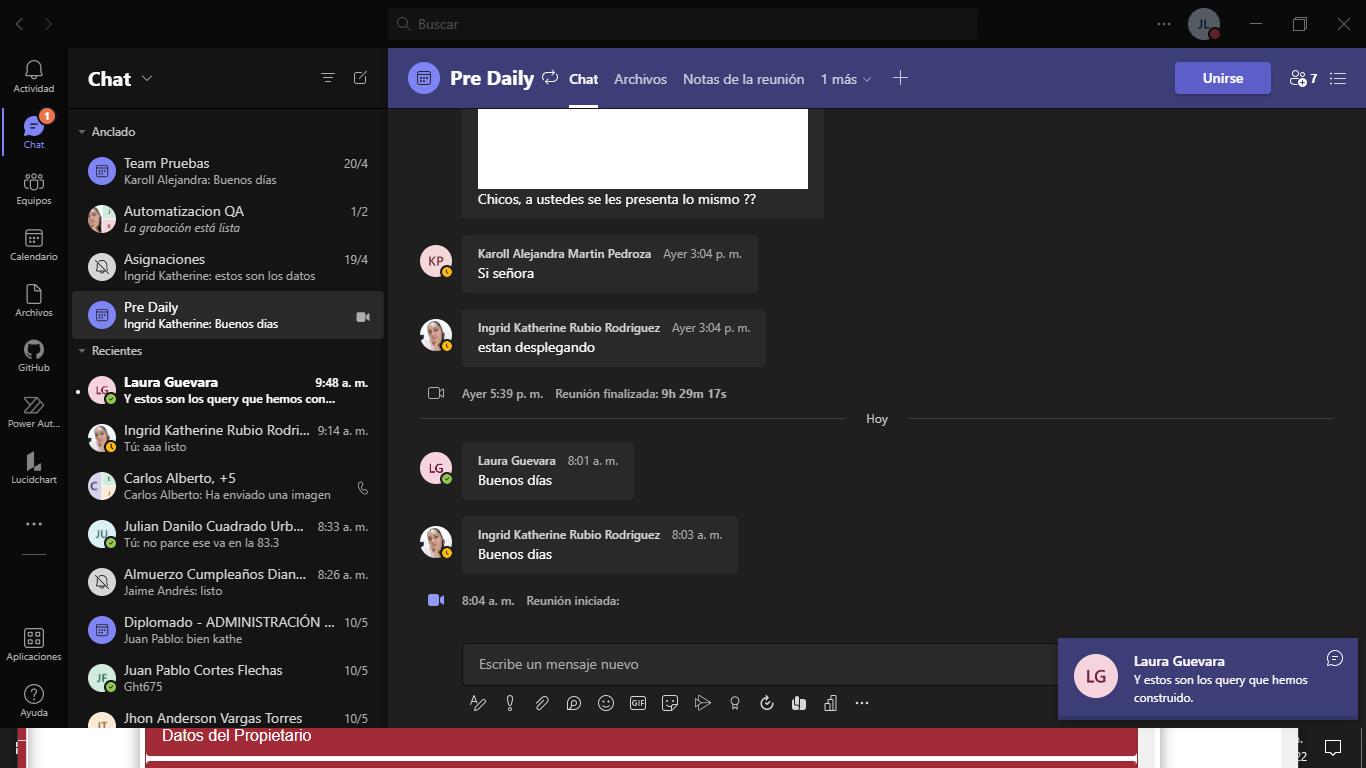 Buscar
JL
Actividad
1
Chat
Equipos
Calendario
Archivos
GitHub
Power Aut...
Lucidchart
Aplicaciones
Ayuda
Chat
Anclado
Team Pruebas 20/4
Karoll Alejandra: Buenos días
Automatizacion QA 1/2
La grabación está lista
Asignaciones 19/4
Ingrid Katherine: estos son los datos
Pre Daily
Ingrid Katherine: Buenos dias
Recientes
LG
Laura Guevara 9:48 a. m.
Y estos son los query que hemos con...
Ingrid Katherine Rubio Rodri... 9:14 a. m.
Tú: aaa listo
C
Carlos Alberto, +5
Carlos Alberto: Ha enviado una imagen
JU
Julian Danilo Cuadrado Urb... 8:33 a. m.
Tú: no parce ese va en la 83.3
Almuerzo Cumpleaños Dian... 8:26 a. m.
Jaime Andrés: listo
Diplomado - ADMINISTRACIÓN ... 10/5
Juan Pablo: bien kathe
JF
Juan Pablo Cortes Flechas 10/5
Ght675
JT
Jhon Anderson Vargas Torres 10/5
Pre Daily Chat Archivos Notas de la reunión 1 más Unirse 7
Chicos, a ustedes se les presenta lo mismo ??
KP
Karoll Alejandra Martin Pedroza Ayer 3:04 p. m.
Si señora
Ingrid Katherine Rubio Rodriguez Ayer 3:04 p. m.
estan desplegando
Ayer 5:39 p. m. Reunión finalizada: 9h 29m 17s
Hoy
LG
Laura Guevara 8:01 a. m.
Buenos días
Ingrid Katherine Rubio Rodriguez 8:03 a. m.
Buenos dias
8:04 a. m. Reunión iniciada:
Escribe un mensaje nuevo
GIF
LG
Laura Guevara
Y estos son los query que hemos
construido.
Datos del Propietario
22